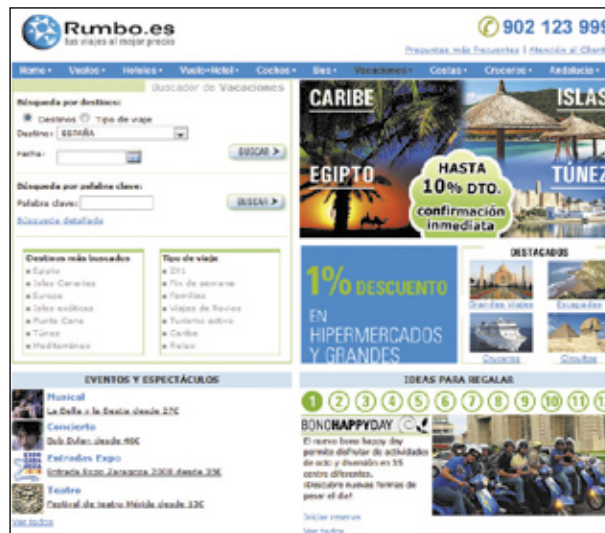 Rumbo.es
tus viajes al mejor precio
902 123 999
Preguntas más frecuentes | Atención al Client
Home Vuelos Hoteles Vuelo+Hotel Coches Bus Vacaciones Costas Cruceros Andalucía
Buscador de Vacaciones
Búsqueda por destinos:
Destinos Tipo de viaje
Destino: ESPAÑA
Fecha:
BUSCAR >
Búsqueda por palabra clave:
Palabra clave:
BUSCAR >
Búsqueda detallada
CARIBE
ISLAS
EGIPTO
TÚNEZ
HASTA
10% DTO.
confirmación
inmediata
Destinos más buscados
Egipto
Islas Canarias
Europa
Islas exóticas
Punta Cana
Túnez
Mediterráneo
Tipo de viaje
2X1
Fin de semana
Familias
Viajes de Novios
Turismo activo
Caribe
Relax
1% DESCUENTO
EN
HIPERMERCADOS
Y GRANDES
DESTACADOS
Grandes viajes
Escapadas
Cruceros
Circuitos
EVENTOS Y ESPECTÁCULOS
Musical
La Bella y la Bestia desde 27€
Concierto
Bob Dylan desde 46€
Entradas Expo
Entrada Expo Zaragoza 2008 desde 35€
Teatro
Festival de teatro Mérida desde 12€
Ver todos
IDEAS PARA REGALAR
1 2 3 4 5 6 7 8 9 10 11 1
BONOHAPPYDAY
El nuevo bono happy day
permite disfrutar de actividades
de ocio y diversión en 35
centros diferentes.
¡Descubre nuevas formas de
pasar el día!
Iniciar reserva
Ver todos